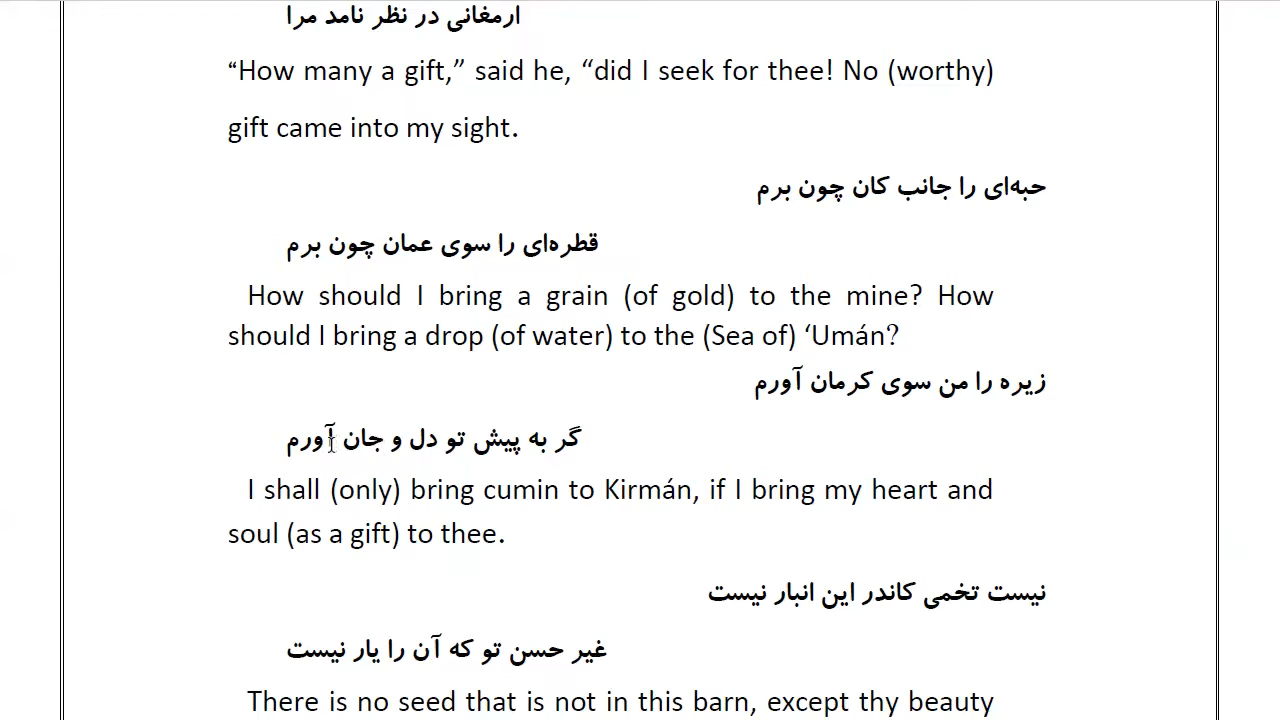 ارمغانی در نظر نامد مرا
“How many a gift,” said he, “did I seek for thee! No (worthy)
gift came into my sight.
حبه‌ای را جانب کان چون برم
قطره‌ای را سوی عمان چون برم
How should I bring a grain (of gold) to the mine? How
should I bring a drop (of water) to the (Sea of) ‘Umán?
زیره را من سوی کرمان آورم
گر به پیش تو دل و جان آورم
I shall (only) bring cumin to Kirmán, if I bring my heart and
soul (as a gift) to thee.
نیست تخمی کاندر این انبار نیست
غیر حسن تو که آن را یار نیست
There is no seed that is not in this barn, except thy beauty